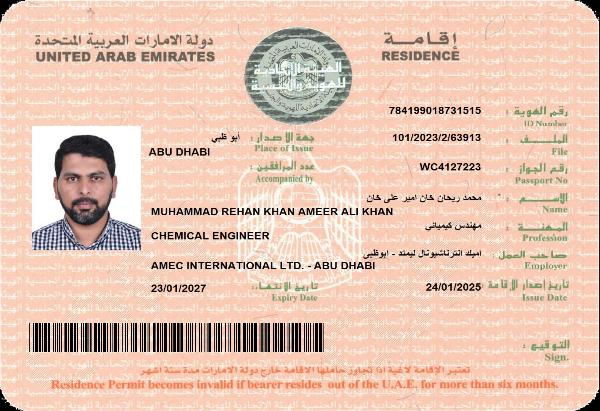 دولة الامارات العربية المتحدة
إقامـــة
UNITED ARAB EMIRATES
RESIDENCE
784199018731515
رقم الهوية :
ID Number
أبو ظبي
جهة الاصدار :
101/2023/2/63913
الملــف :
ABU DHABI
Place of Issue
File
عدد المرافقين :
WC4127223
رقم الجواز :
Accompanied by
Passport No
محمد ريحان خان امير على خان
الاســم :
MUHAMMAD REHAN KHAN AMEER ALI KHAN
Name
مهندس كيميائي
المهنــة :
CHEMICAL ENGINEER
Profession
اميك انترناشيونال ليمتد - ابوظبي
صاحب العمل :
AMEC INTERNATIONAL LTD. - ABU DHABI
Employer
23/01/2027
تاريخ الانتهاء :
24/01/2025
تاريخ إصدار الإقامة :
Expiry Date
Issue Date
التوقيع :
Sign.
تعتبر الإقامة لاغية اذا تجاوز حاملها الاقامة خارج دولة الامارات مدة ستة اشهر
Residence Permit becomes invalid if bearer resides out of the U.A.E. for more than six months.